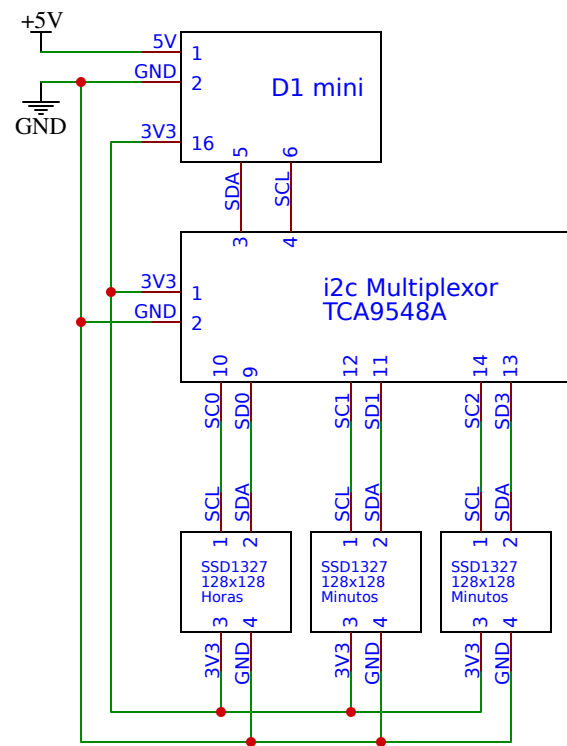 +5V
5V
1
GND
2
D1 mini
GND
3V3
16
5
6
SDA
SCL
3
4
3V3
1
GND
2
i2c Multiplexor
TCA9548A
10
9
12
11
14
13
SC0
SD0
SC1
SD1
SC2
SD3
SCL
SDA
SCL
SDA
SCL
SDA
1
2
1
2
1
2
SSD1327
128x128
Horas
SSD1327
128x128
Minutos
SSD1327
128x128
Minutos
3
4
3
4
3
4
3V3
GND
3V3
GND
3V3
GND